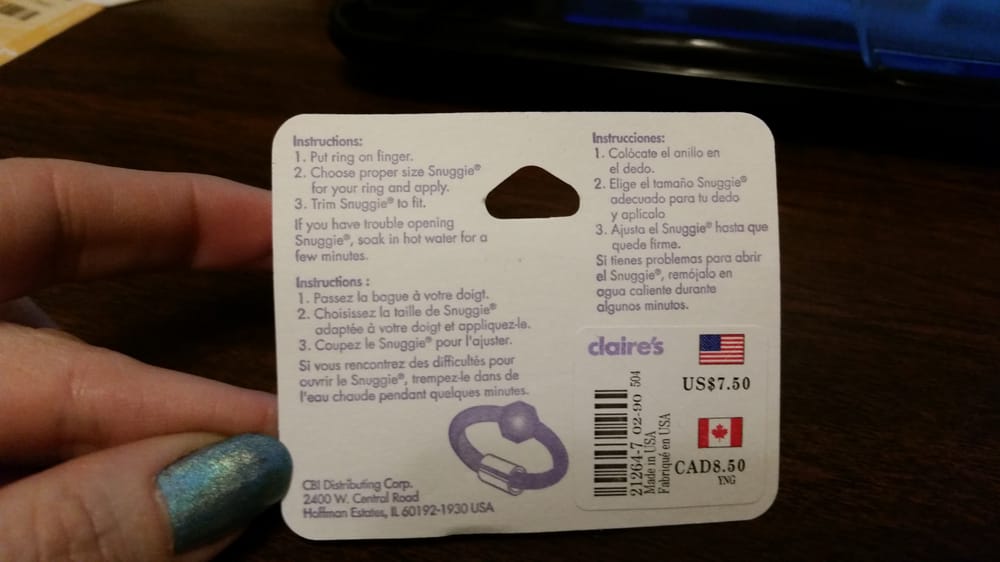 Instructions:
1. Put ring on finger.
2. Choose proper size Snuggie®
for your ring and apply.
3. Trim Snuggie® to fit.
If you have trouble opening
Snuggie®, soak in hot water for a
few minutes.
Instructions :
1. Passez la bague à votre doigt.
2. Choisissez la taille de Snuggie®
adaptée à votre doigt et appliquez-le.
3. Coupez le Snuggie® pour l'ajuster.
Si vous rencontrez des difficultés pour
ouvrir le Snuggie®, trempez-le dans de
l'eau chaude pendant quelques minutes.
CBI Distributing Corp.
2400 W. Central Road
Hoffman Estates, IL 60192-1930 USA
Instrucciones:
1. Colócate el anillo en
el dedo.
2. Elige el tamaño Snuggie®
adecuado para tu dedo
y aplícalo
3. Ajusta el Snuggie® hasta que
quede firme.
Si tienes problemas para abrir
el Snuggie®, remójalo en
agua caliente durante
algunos minutos.
claire's
US$7.50
CAD8.50
YNG
21264-7 02-90 504
Made in USA
Fabriqué en USA